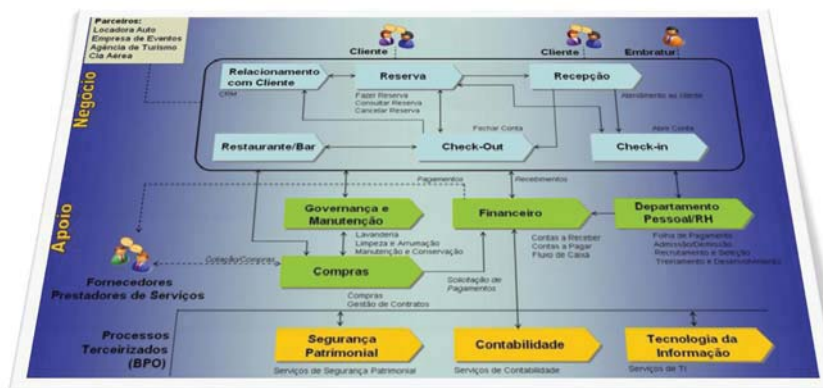 Parceiros:
Locadora Auto
Empresa de Eventos
Agência de Turismo
Cia Aérea
Cliente
Cliente
Embratur
Negócio
Relacionamento
com Cliente
CRM
Reserva
Fazer Reserva
Consultar Reserva
Cancelar Reserva
Recepção
Atendimento ao cliente
Fechar Conta
Abrir Conta
Restaurante/Bar
Check-Out
Check-in
Pagamentos
Recebimentos
Apoio
Governança e
Manutenção
Lavanderia
Limpeza e Arrumação
Manutenção e Conservação
Financeiro
Contas a Receber
Contas a Pagar
Fluxo de Caixa
Departamento
Pessoal/RH
Folha de Pagamento
Admissão/Demissão
Recrutamento e Seleção
Treinamento e Desenvolvimento
Fornecedores
Prestadores de Serviços
Cotação/Compras
Compras
Compras
Gestão de Contratos
Solicitação de
Pagamentos
Processos
Terceirizados
(BPO)
Segurança
Patrimonial
Serviços de Segurança Patrimonial
Contabilidade
Serviços de Contabilidade
Tecnologia da
Informação
Serviços de TI